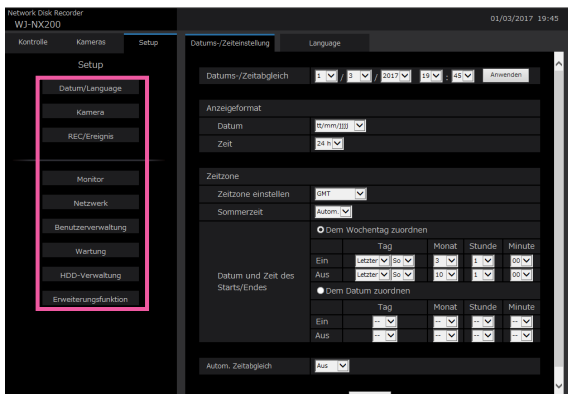 Network Disk Recorder
WJ-NX200
01/03/2017 19:45
Kontrolle Kameras Setup
Datums-/Zeiteinstellung Language
Setup
Datum/Language
Kamera
REC/Ereignis
Monitor
Netzwerk
Benutzerverwaltung
Wartung
HDD-Verwaltung
Erweiterungsfunktion
Datums-/Zeitabgleich 1 / 3 / 2017 19 : 45 Anwenden
Anzeigeformat
Datum tt/mm/jjjj
Zeit 24 h
Zeitzone
Zeitzone einstellen GMT
Sommerzeit Autom.
Datum und Zeit des
Starts/Endes
Dem Wochentag zuordnen
Tag Monat Stunde Minute
Ein Letzter So 3 1 00
Aus Letzter So 10 1 00
Dem Datum zuordnen
Tag Monat Stunde Minute
Ein -- -- -- --
Aus -- -- -- --
Autom. Zeitabgleich Aus